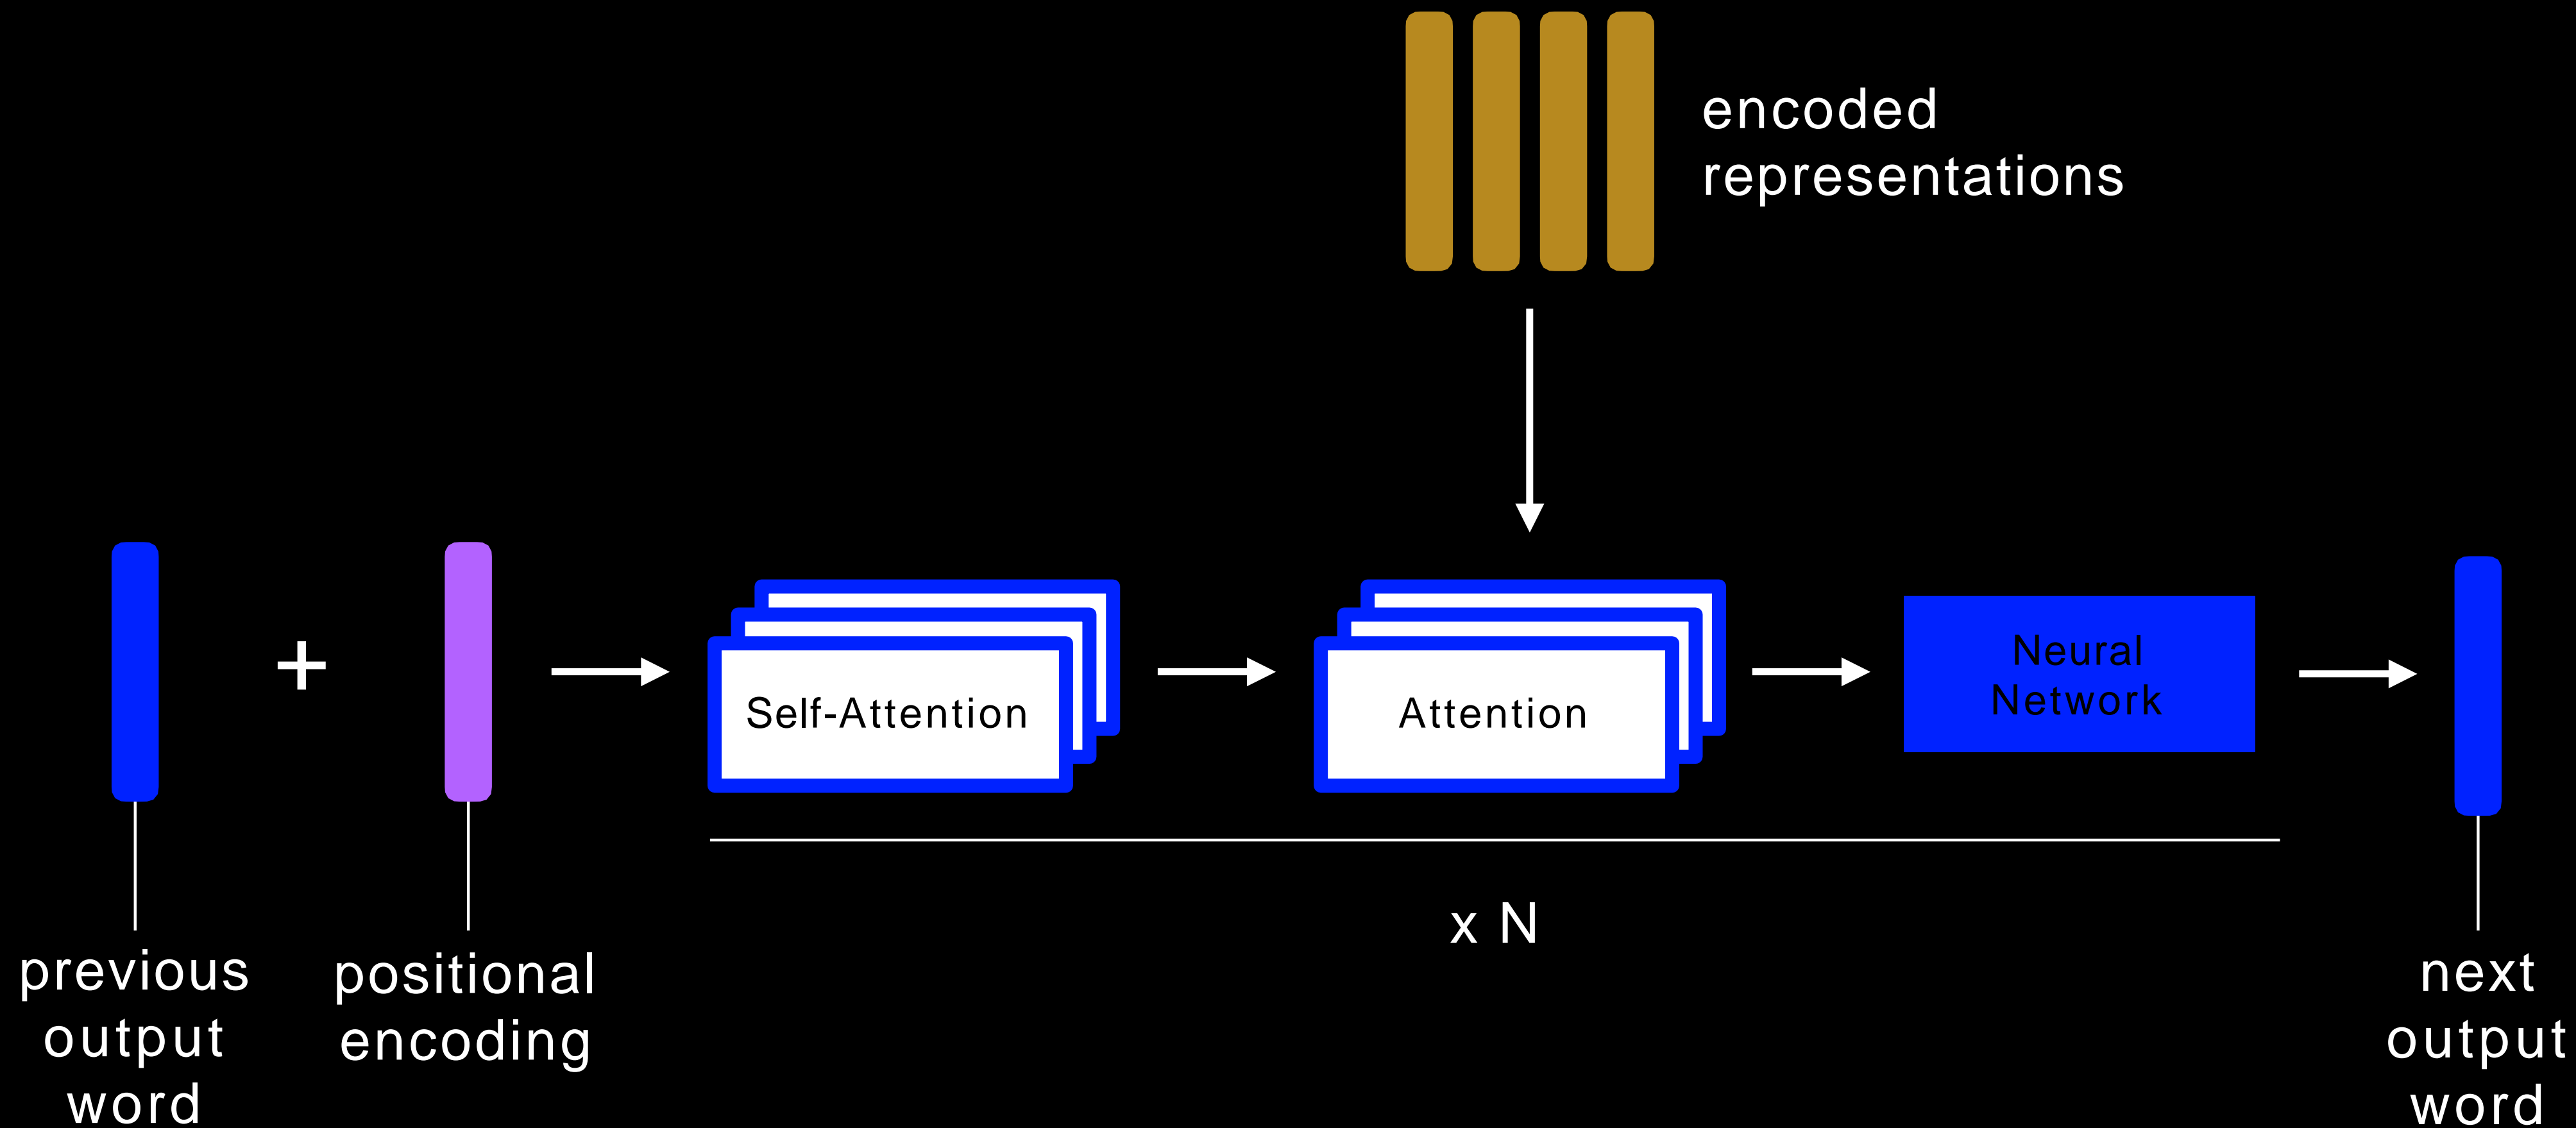 encoded
representations
+
Self-Attention
Attention
Neural
Network
x N
previous
output
word
positional
encoding
next
output
word